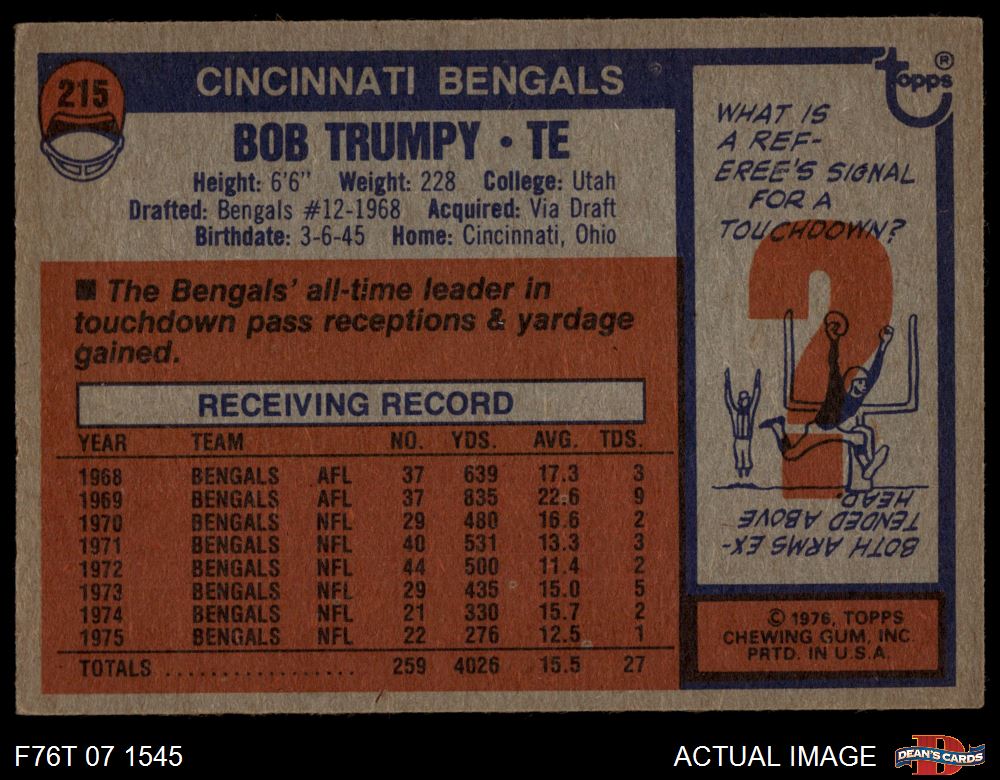 215
CINCINNATI BENGALS
BOB TRUMPY • TE
Height: 6'6" Weight: 228 College: Utah
Drafted: Bengals #12-1968 Acquired: Via Draft
Birthdate: 3-6-45 Home: Cincinnati, Ohio
■ The Bengals' all-time leader in
touchdown pass receptions & yardage
gained.
RECEIVING RECORD
YEAR TEAM NO. YDS. AVG. TDS.
1968 BENGALS AFL 37 639 17.3 3
1969 BENGALS AFL 37 835 22.6 9
1970 BENGALS NFL 29 480 16.6 2
1971 BENGALS NFL 40 531 13.3 3
1972 BENGALS NFL 44 500 11.4 2
1973 BENGALS NFL 29 435 15.0 5
1974 BENGALS NFL 21 330 15.7 2
1975 BENGALS NFL 22 276 12.5 1
TOTALS .................. 259 4026 15.5 27
Topps ®
WHAT IS
A REF-
EREE'S SIGNAL
FOR A
TOUCHDOWN?
?
BOTH ARMS EX-
TENDED ABOVE
HEAD.
© 1976, TOPPS
CHEWING GUM, INC.
PRTD. IN U.S.A.
F76T 07 1545
ACTUAL IMAGE
D
DEAN'S CARDS